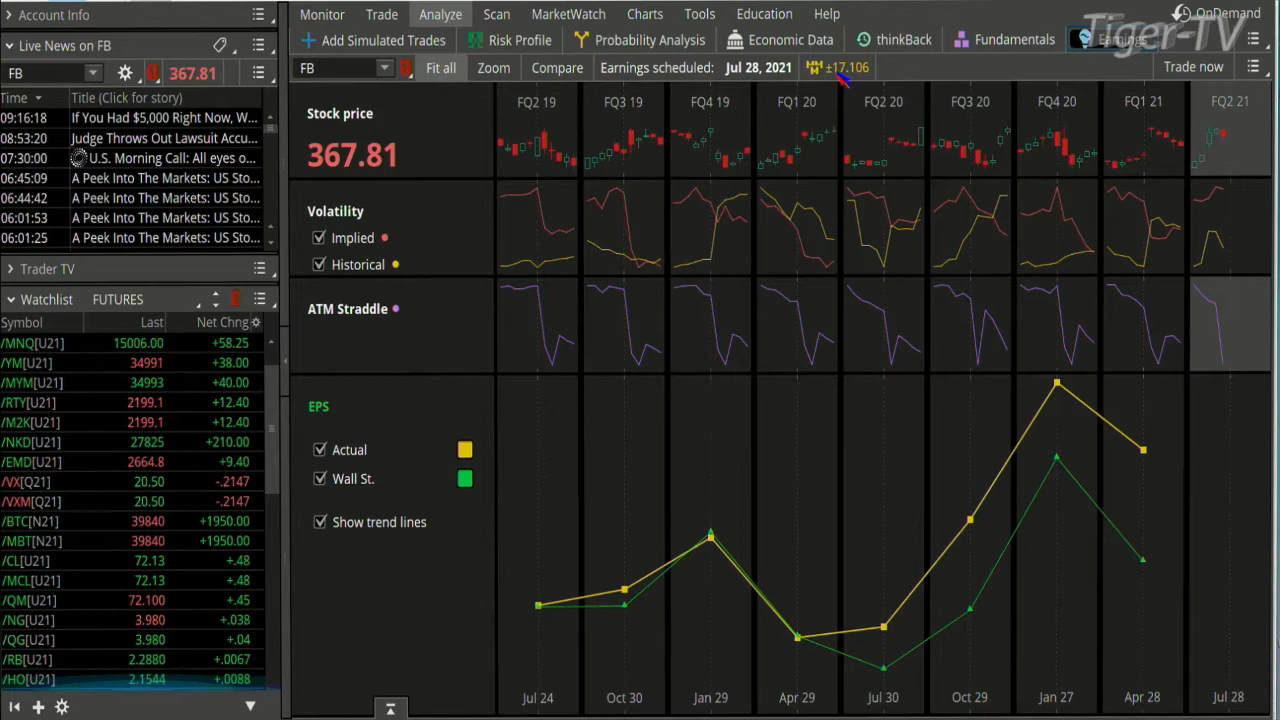 Account Info
Monitor Trade Analyze Scan MarketWatch Charts Tools Education Help
OnDemand
Tiger-TV
Live News on FB
Add Simulated Trades Risk Profile Probability Analysis Economic Data thinkBack Fundamentals Earnings
FB 367.81
FB Fit all Zoom Compare Earnings scheduled: Jul 28, 2021 ±17.106 Trade now
Time Title (Click for story)
09:16:18 If You Had $5,000 Right Now, W...
08:53:20 Judge Throws Out Lawsuit Accu...
07:30:00 U.S. Morning Call: All eyes o...
06:45:09 A Peek Into The Markets: US Sto...
06:44:42 A Peek Into The Markets: US Sto...
06:01:53 A Peek Into The Markets: US Sto...
06:01:25 A Peek Into The Markets: US Sto...
Trader TV
Watchlist FUTURES
Symbol Last Net Chng
/MNQ[U21] 15006.00 +58.25
/YM[U21] 34991 +38.00
/MYM[U21] 34993 +40.00
/RTY[U21] 2199.1 +12.40
/M2K[U21] 2199.1 +12.40
/NKD[U21] 27825 +210.00
/EMD[U21] 2664.8 +9.40
/VX[Q21] 20.50 -.2147
/VXM[Q21] 20.50 -.2147
/BTC[N21] 39840 +1950.00
/MBT[N21] 39840 +1950.00
/CL[U21] 72.13 +.48
/MCL[U21] 72.13 +.48
/QM[U21] 72.100 +.45
/NG[U21] 3.980 +.038
/QG[U21] 3.980 +.04
/RB[U21] 2.2880 +.0067
/HO[U21] 2.1544 +.0088
FQ2 19 FQ3 19 FQ4 19 FQ1 20 FQ2 20 FQ3 20 FQ4 20 FQ1 21 FQ2 21
Stock price
367.81
Volatility
Implied
Historical
ATM Straddle
EPS
Actual
Wall St.
Show trend lines
Jul 24 Oct 30 Jan 29 Apr 29 Jul 30 Oct 29 Jan 27 Apr 28 Jul 28